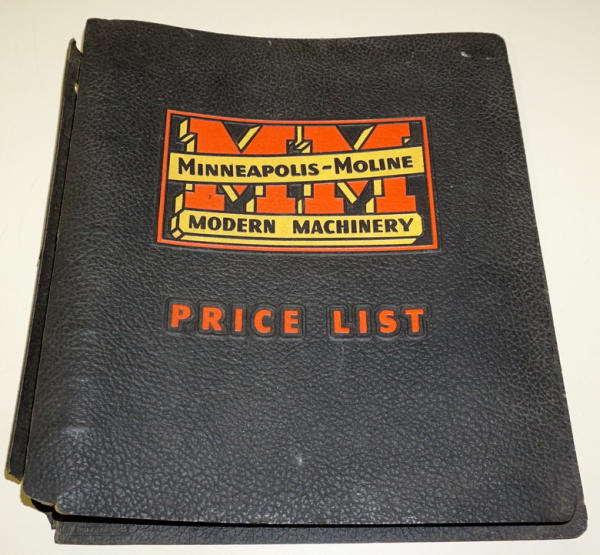 MM
MINNEAPOLIS-MOLINE
MODERN MACHINERY
PRICE LIST